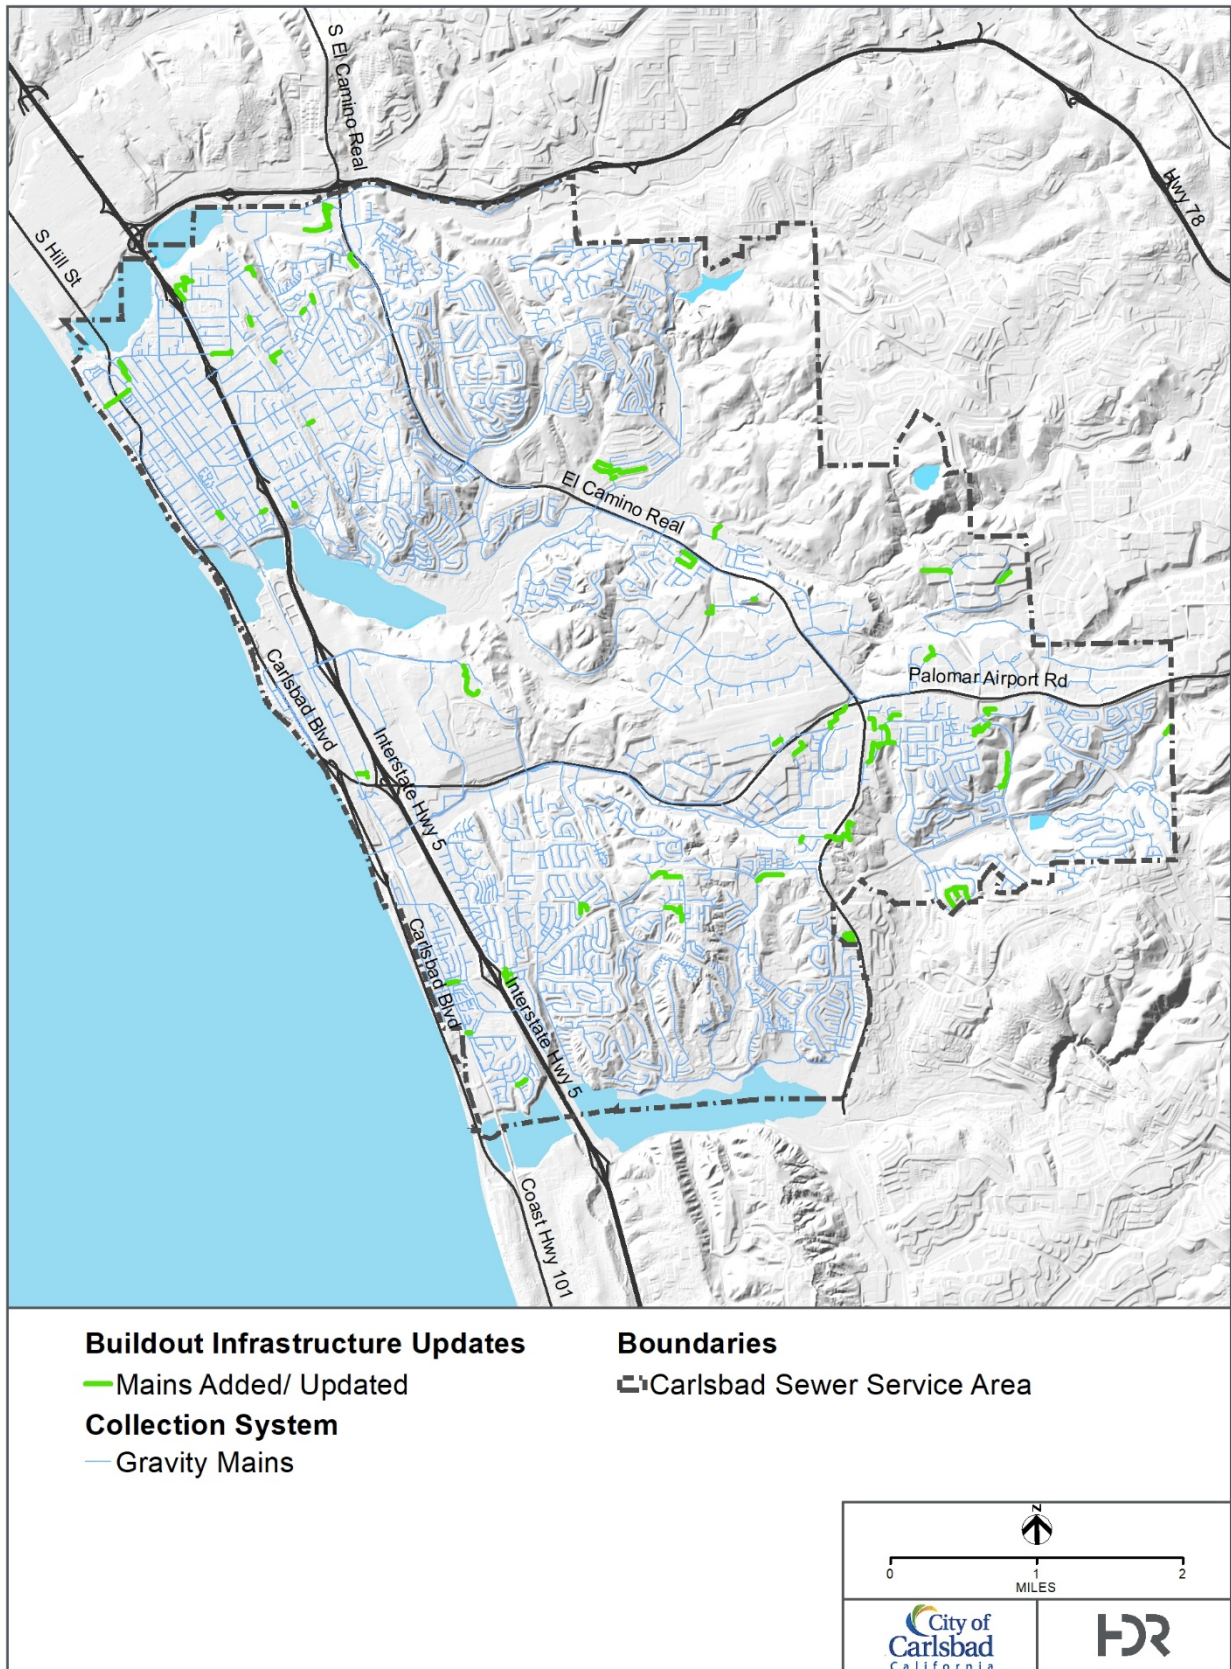 S El Camino Real
Hwy 78
S Hill St
El Camino Real
Palomar Airport Rd
Carlsbad Blvd
Interstate Hwy 5
Carlsbad Blvd
Interstate Hwy 5
Coast Hwy 101
Buildout Infrastructure Updates
Mains Added/ Updated
Collection System
Gravity Mains
Boundaries
Carlsbad Sewer Service Area
N
0 1 2
MILES
City of
Carlsbad
California
HDR